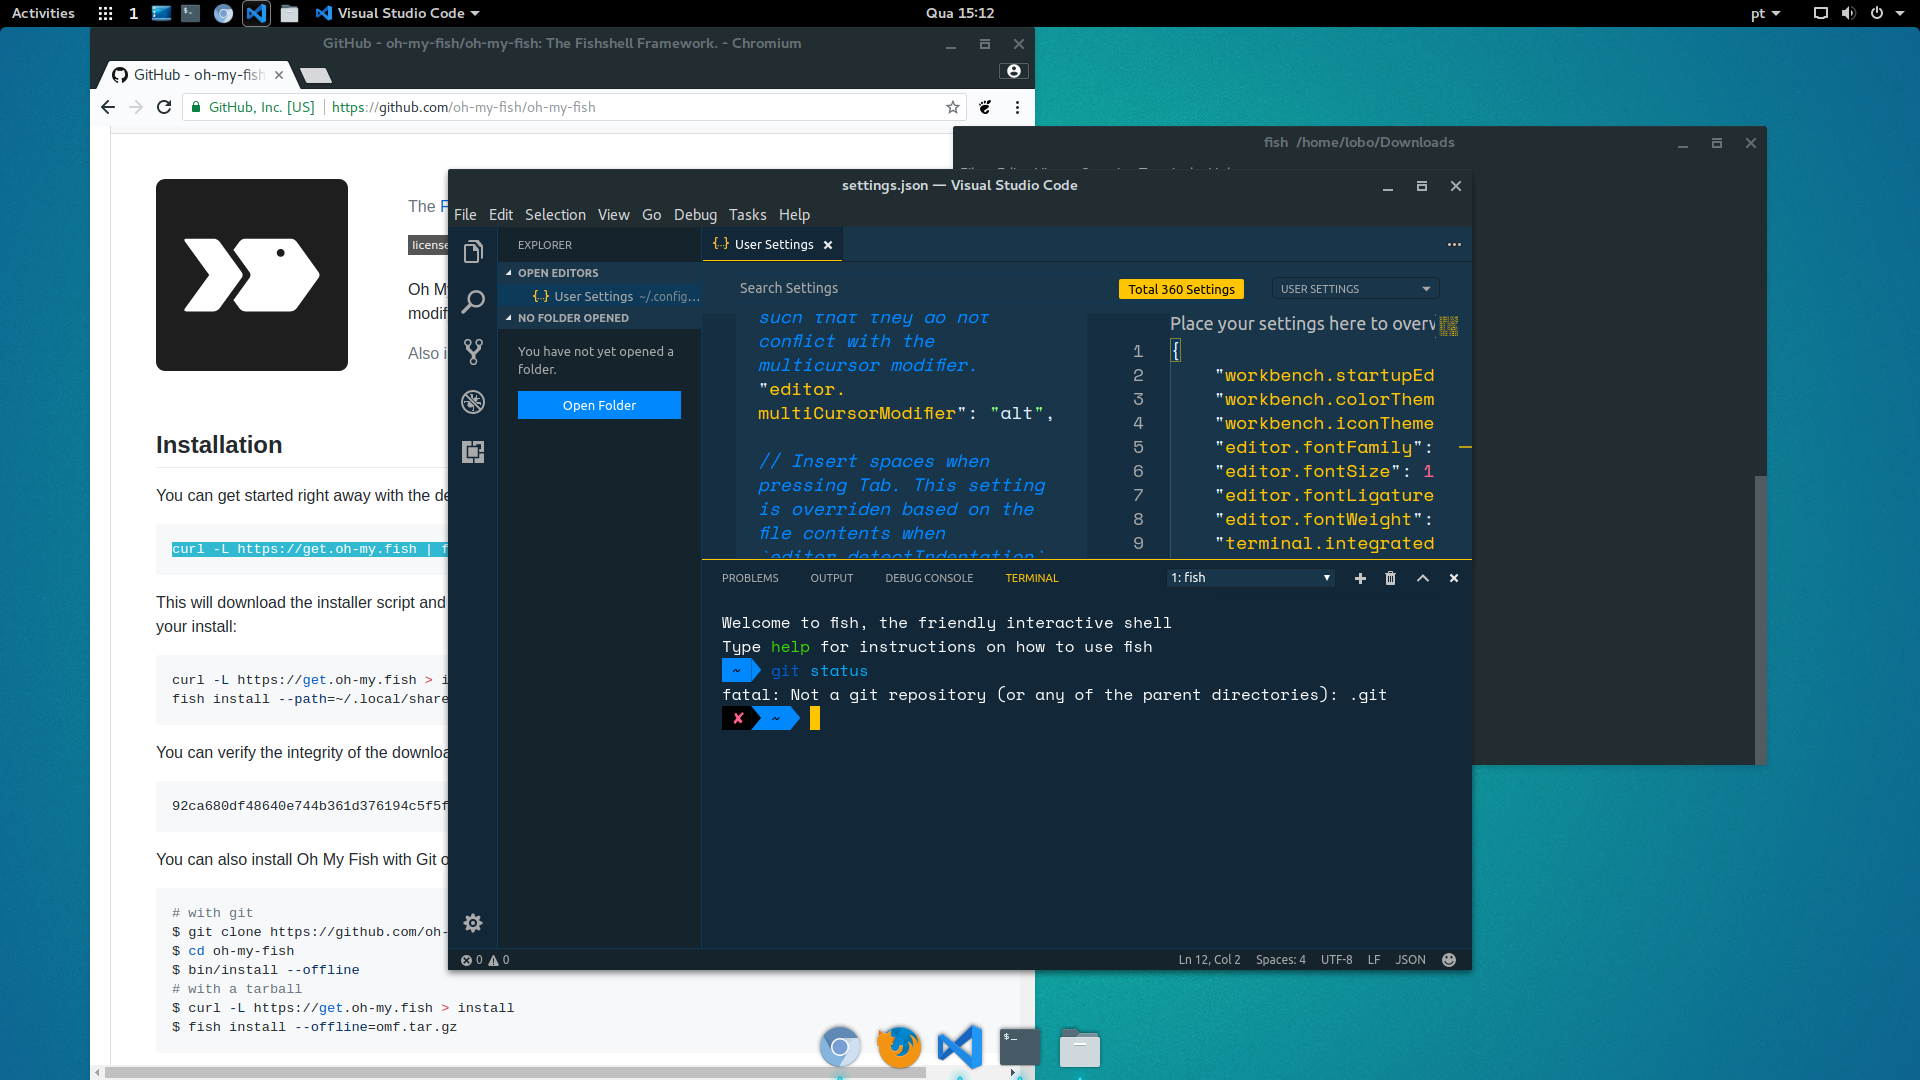 Activities
1
Visual Studio Code
Qua 15:12
pt
GitHub - oh-my-fish/oh-my-fish: The Fishshell Framework. - Chromium
GitHub - oh-my-fish
GitHub, Inc. [US]
https://github.com/oh-my-fish/oh-my-fish
The F
license
Oh My
modif
Also i
Installation
You can get started right away with the de
curl -L https://get.oh-my.fish | f
This will download the installer script and
your install:
curl -L https://get.oh-my.fish > i
fish install --path=~/.local/share
You can verify the integrity of the downloa
92ca680df48640e744b361d376194c5f5f
You can also install Oh My Fish with Git o
# with git
$ git clone https://github.com/oh-
$ cd oh-my-fish
$ bin/install --offline
# with a tarball
$ curl -L https://get.oh-my.fish > install
$ fish install --offline=omf.tar.gz
fish /home/lobo/Downloads
settings.json — Visual Studio Code
File Edit Selection View Go Debug Tasks Help
EXPLORER
OPEN EDITORS
{..} User Settings ~/.config...
NO FOLDER OPENED
You have not yet opened a
folder.
Open Folder
{..} User Settings
Search Settings
Total 360 Settings
USER SETTINGS
such that they do not
conflict with the
multicursor modifier.
"editor.
multiCursorModifier": "alt",
// Insert spaces when
pressing Tab. This setting
is overriden based on the
file contents when
`editor.detectIndentation`
Place your settings here to overv
1 {
2 "workbench.startupEd
3 "workbench.colorThem
4 "workbench.iconTheme
5 "editor.fontFamily":
6 "editor.fontSize": 1
7 "editor.fontLigature
8 "editor.fontWeight":
9 "terminal.integrated
PROBLEMS OUTPUT DEBUG CONSOLE TERMINAL
1: fish
Welcome to fish, the friendly interactive shell
Type help for instructions on how to use fish
~ git status
fatal: Not a git repository (or any of the parent directories): .git
✘ ~
0 0
Ln 12, Col 2 Spaces: 4 UTF-8 LF JSON
$_